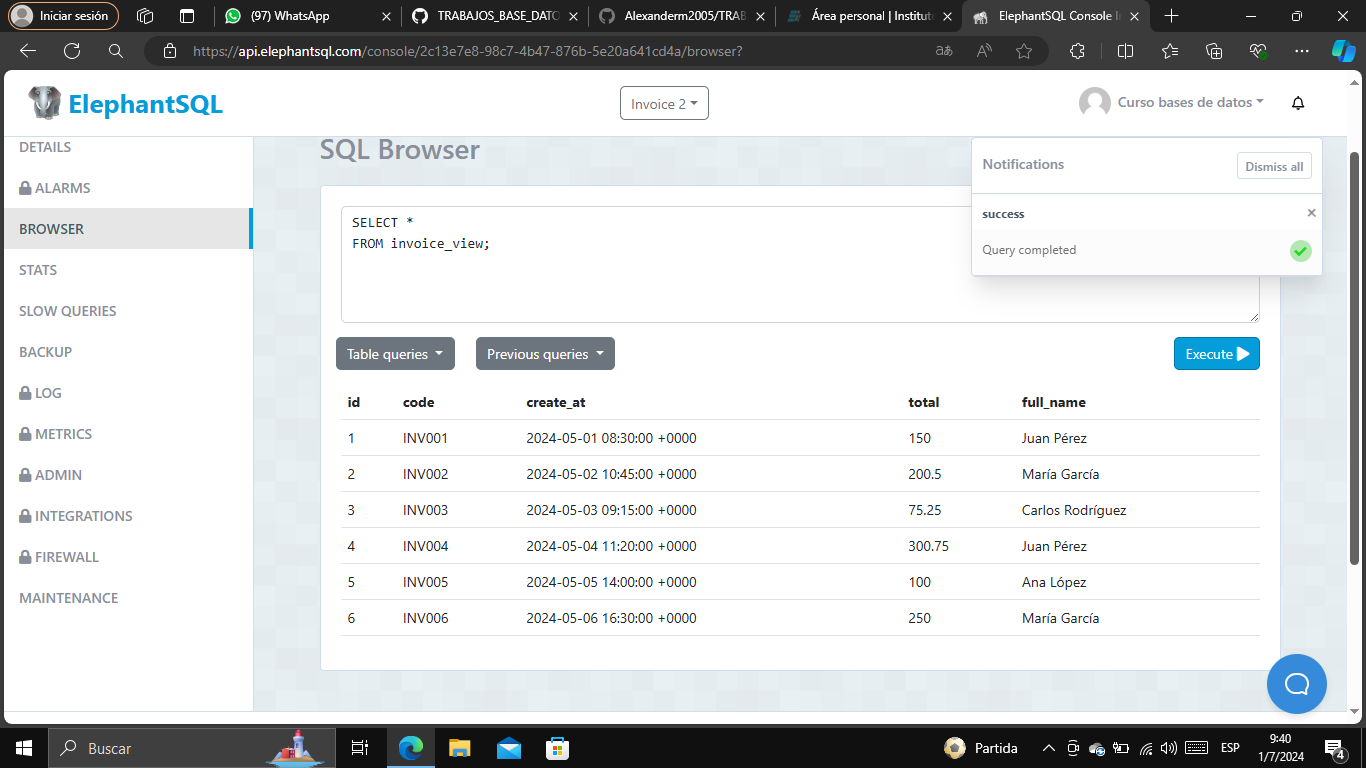 Iniciar sesión
(97) WhatsApp
TRABAJOS_BASE_DATO
Alexanderm2005/TRAB
Área personal | Institut
ElephantSQL Console I
https://api.elephantsql.com/console/2c13e7e8-98c7-4b47-876b-5e20a641cd4a/browser?
ElephantSQL
Invoice 2
Curso bases de datos
DETAILS
ALARMS
BROWSER
STATS
SLOW QUERIES
BACKUP
LOG
METRICS
ADMIN
INTEGRATIONS
FIREWALL
MAINTENANCE
SQL Browser
Notifications
Dismiss all
success
Query completed
SELECT *
FROM invoice_view;
Table queries
Previous queries
Execute
id code create_at total full_name
1 INV001 2024-05-01 08:30:00 +0000 150 Juan Pérez
2 INV002 2024-05-02 10:45:00 +0000 200.5 María García
3 INV003 2024-05-03 09:15:00 +0000 75.25 Carlos Rodríguez
4 INV004 2024-05-04 11:20:00 +0000 300.75 Juan Pérez
5 INV005 2024-05-05 14:00:00 +0000 100 Ana López
6 INV006 2024-05-06 16:30:00 +0000 250 María García
Buscar
Partida
ESP
9:40
1/7/2024
4